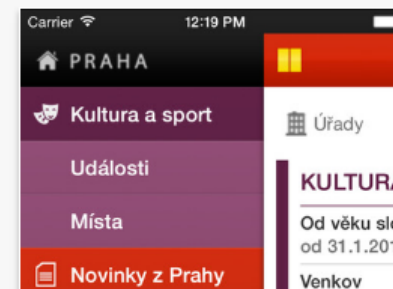 Carrier 12:19 PM
PRAHA
Kultura a sport
Události
Místa
Novinky z Prahy
Úřady
KULTURA
Od věku
od 31.1.201
Venkov